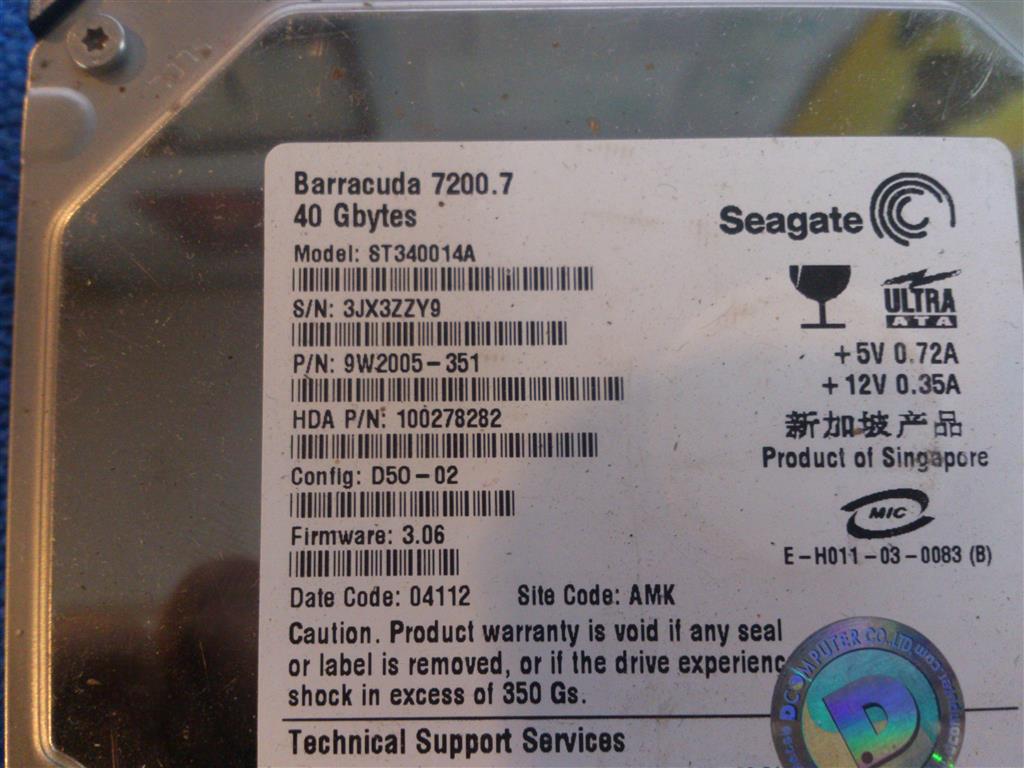 Barracuda 7200.7
40 Gbytes
Model: ST340014A
S/N: 3JX3ZZY9
P/N: 9W2005-351
HDA P/N: 100278282
Config: D50-02
Firmware: 3.06
Date Code: 04112 Site Code: AMK
Caution. Product warranty is void if any seal
or label is removed, or if the drive experienc
shock in excess of 350 Gs.
Technical Support Services
Seagate
ULTRA
ATA
+5V 0.72A
+12V 0.35A
新加坡产品
Product of Singapore
MIC
E-H011-03-0083 (B)
DCOMPUTER CO.,LTD
D